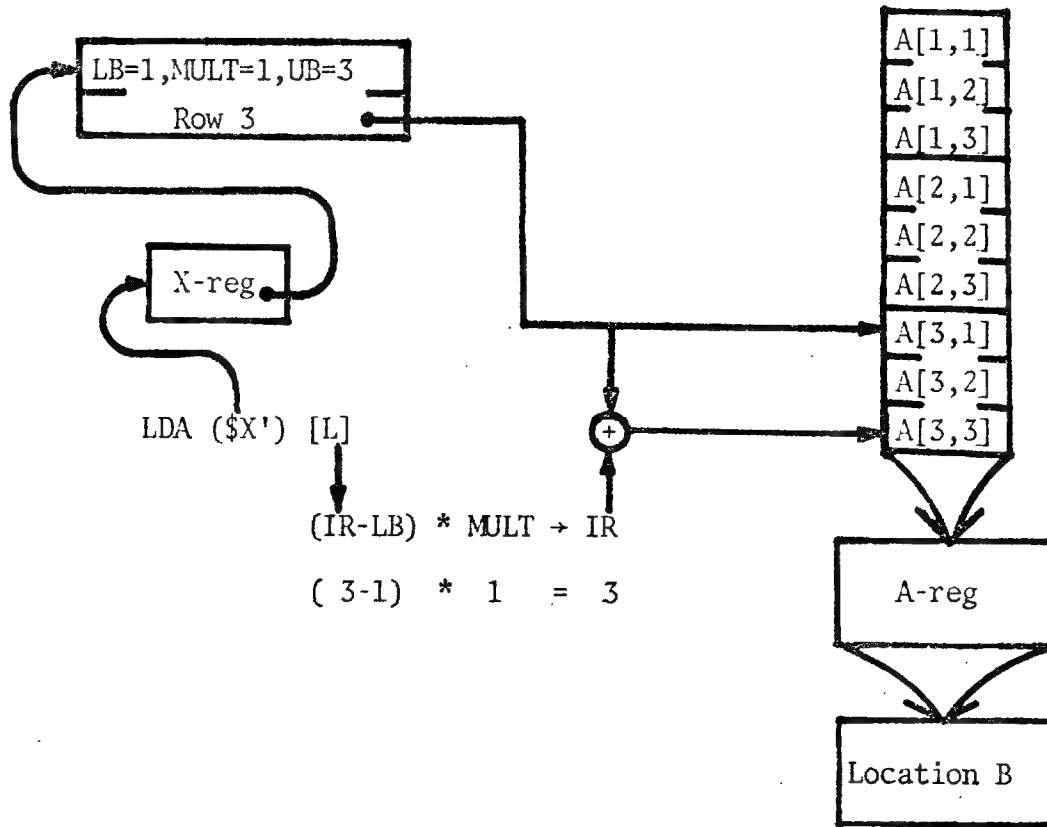 LB=1,MULT=1,UB=3
Row 3
X-reg
LDA ($X') [L]
+
(IR-LB) * MULT → IR
( 3-1) * 1 = 3
A[1,1]
A[1,2]
A[1,3]
A[2,1]
A[2,2]
A[2,3]
A[3,1]
A[3,2]
A[3,3]
A-reg
Location B